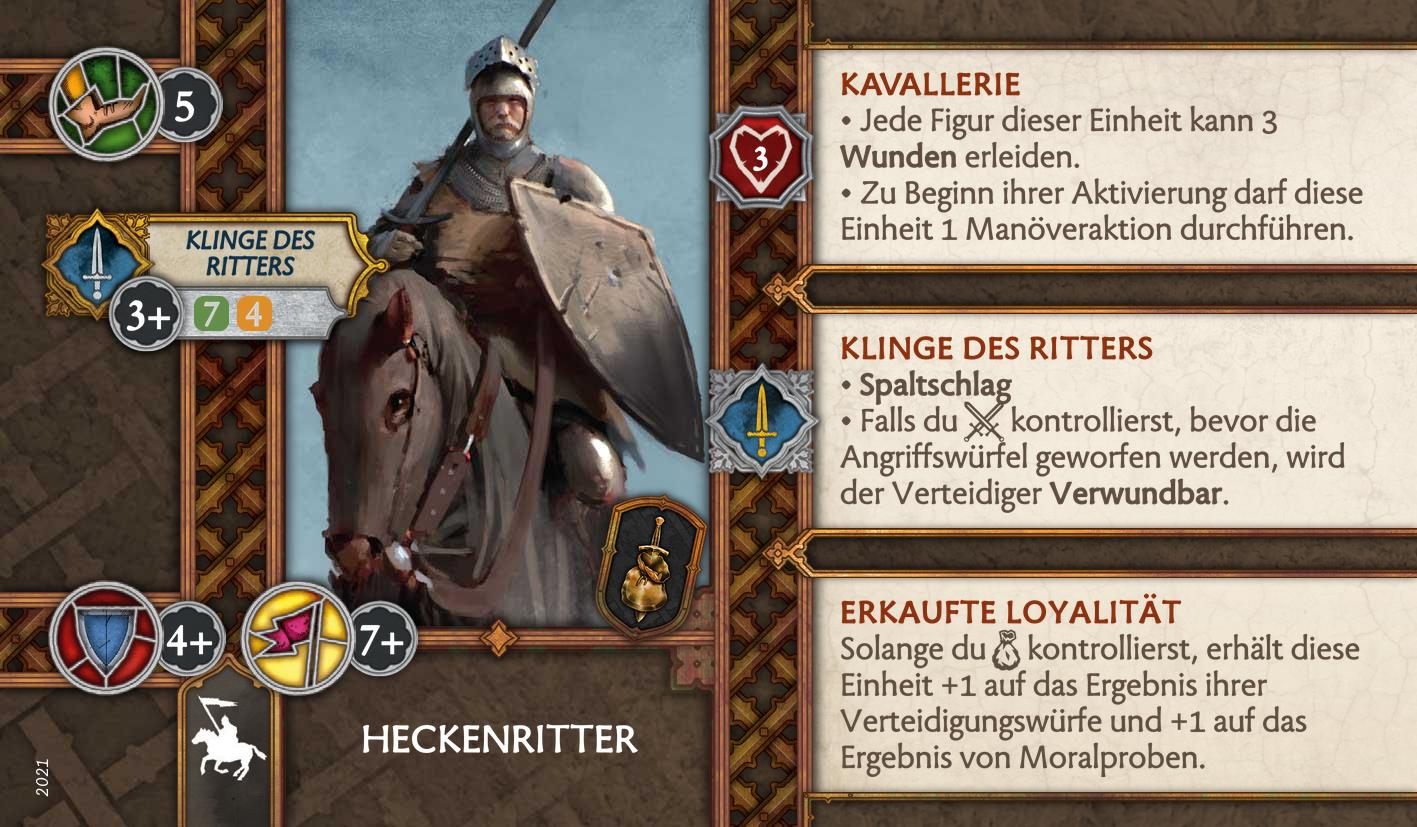 5
KLINGE DES
RITTERS
3+ 7 4
4+ 7+
HECKENRITTER
2021
3
KAVALLERIE
• Jede Figur dieser Einheit kann 3
Wunden erleiden.
• Zu Beginn ihrer Aktivierung darf diese
Einheit 1 Manöveraktion durchführen.
KLINGE DES RITTERS
• Spaltschlag
• Falls du kontrollierst, bevor die
Angriffswürfel geworfen werden, wird
der Verteidiger Verwundbar.
ERKAUFTE LOYALITÄT
Solange du kontrollierst, erhält diese
Einheit +1 auf das Ergebnis ihrer
Verteidigungswürfe und +1 auf das
Ergebnis von Moralproben.